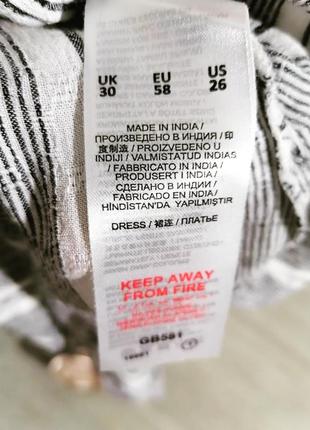 UK EU US
30 58 26
MADE IN INDIA /
ПРОИЗВЕДЕНО В ИНДИЯ / 印
度制造 / PROIZVEDENO U
INDIJI / VALMISTATUD INDIAS
/ FABBRICATO IN INDIA /
PRODUSERT I INDIA /
СДЕЛАНО В ИНДИИ /
FABRICADO EN INDIA /
HİNDİSTAN'DA YAPILMIŞTIR
DRESS / 裙连 / ПЛАТЬЕ
KEEP AWAY
FROM FIRE
GB581